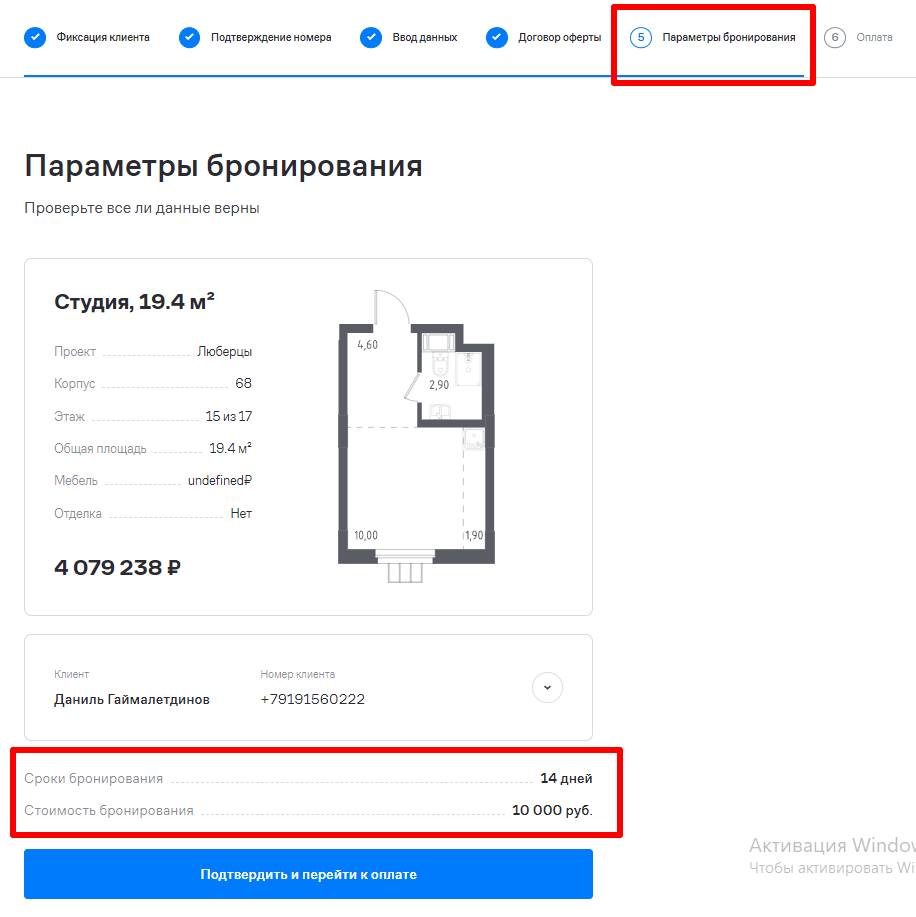 Фиксация клиента Подтверждение номера Ввод данных Договор оферты 5 Параметры бронирования 6 Оплата
Параметры бронирования
Проверьте все ли данные верны
Студия, 19.4 м²
Проект Люберцы
Корпус 68
Этаж 15 из 17
Общая площадь 19.4 м²
Мебель undefined₽
Отделка Нет
4 079 238 ₽
4,60
2,90
10,00 1,90
Клиент Номер клиента
Даниль Гаймалетдинов +79191560222
Сроки бронирования 14 дней
Стоимость бронирования 10 000 руб.
Подтвердить и перейти к оплате
Активация Window
Чтобы активировать Wi